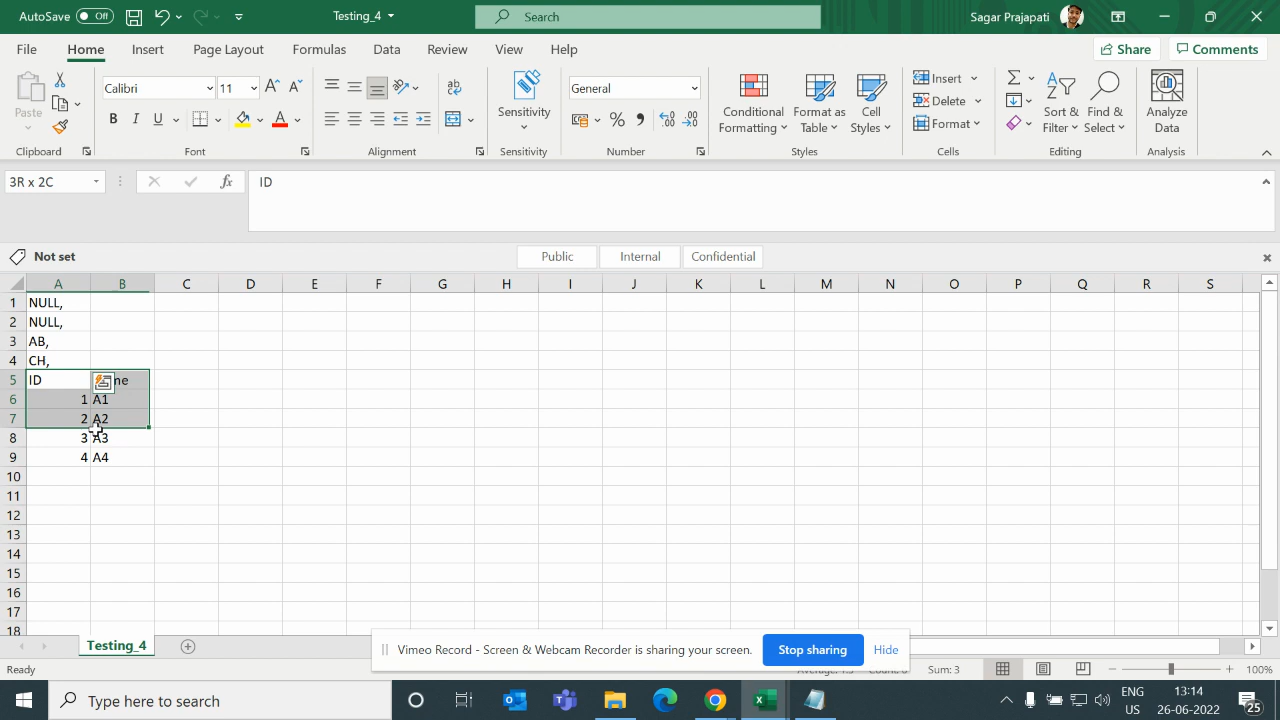 AutoSave Off Testing_4 Search Sagar Prajapati
File Home Insert Page Layout Formulas Data Review View Help Share Comments
Paste
Clipboard
Calibri 11
B I U
Font
Alignment
Sensitivity
Sensitivity
General
%
Number
Conditional Formatting
Format as Table
Cell Styles
Styles
Insert
Delete
Format
Cells
Sort & Filter
Find & Select
Editing
Analyze Data
Analysis
3R x 2C fx ID
Not set Public Internal Confidential
A B C D E F G H I J K L M N O P Q R S
1 NULL,
2 NULL,
3 AB,
4 CH,
5 ID
6 1 A1
7 2 A2
8 3 A3
9 4 A4
10
11
12
13
14
15
16
17
18
Testing_4
Vimeo Record - Screen & Webcam Recorder is sharing your screen. Stop sharing Hide
Ready Sum: 3 100%
Type here to search
ENG US
13:14
26-06-2022
25